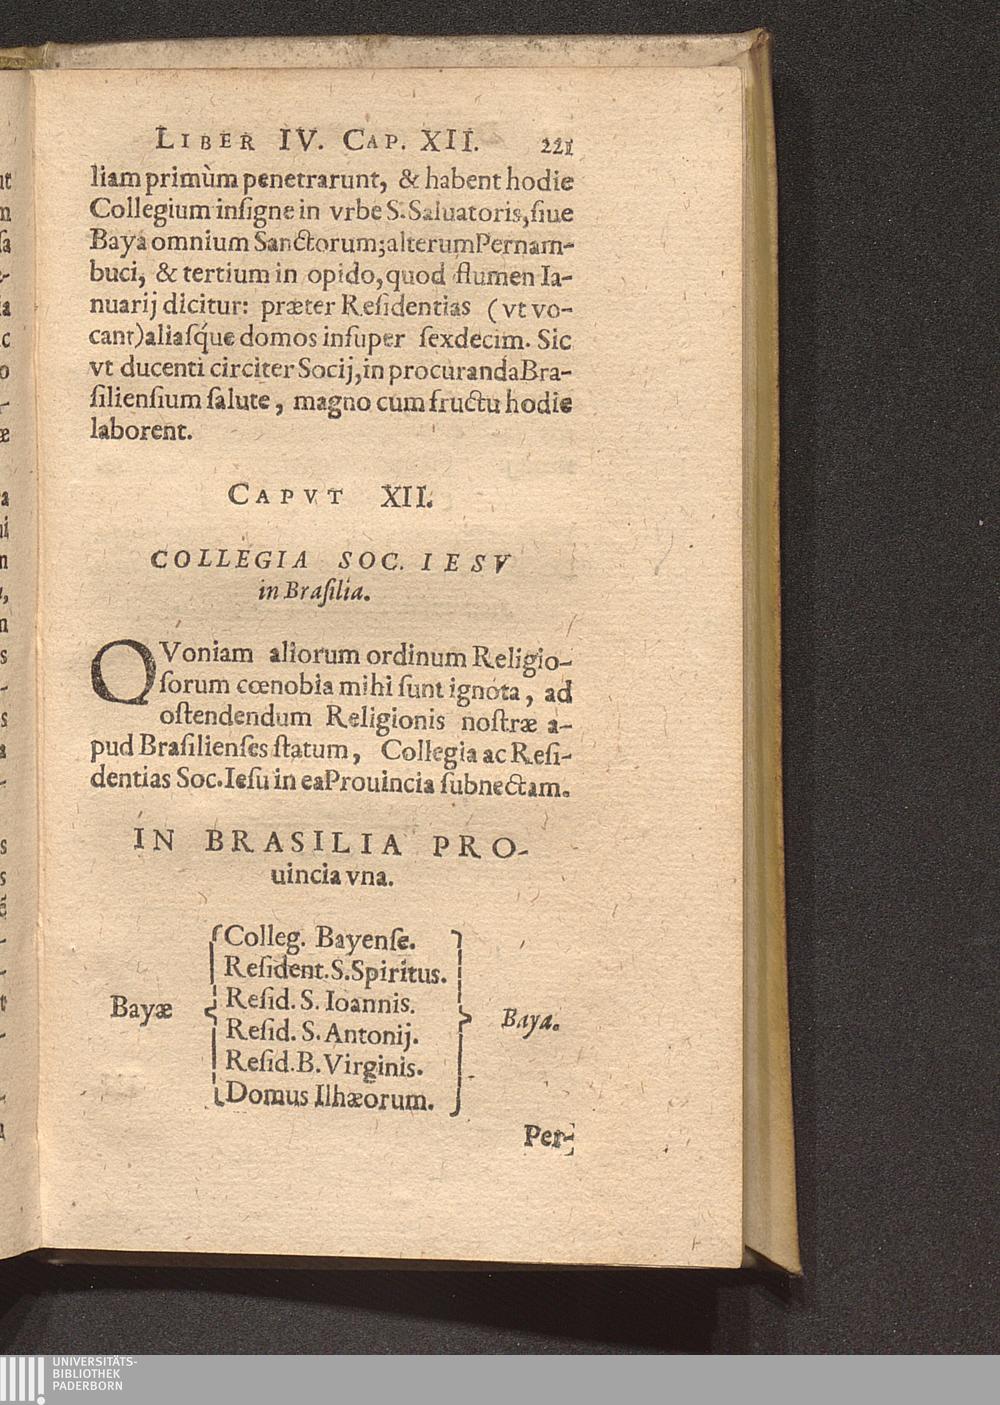 LIBER IV. CAP. XII. 221
liam primùm penetrarunt, & habent hodie
Collegium inſigne in vrbe S. Saluatoris, ſiue
Baya omnium Sanctorum; alterum Pernam-
buci, & tertium in opido, quod flumen Ia-
nuarij dicitur: præter Reſidentias (vt vo-
cant) aliaſq́ue domos inſuper ſexdecim. Sic
vt ducenti circiter Socij, in procuranda Bra-
ſilienſium ſalute, magno cum fructu hodie
laborent.
CAPVT XII.
COLLEGIA SOC. IESV
in Braſilia.
QVoniam aliorum ordinum Religio-
ſorum cœnobia mihi ſunt ignota, ad
oſtendendum Religionis noſtræ a-
pud Braſilienſes ſtatum, Collegia ac Reſi-
dentias Soc. Ieſu in ea Prouincia ſubnectam.
IN BRASILIA PRO-
uincia vna.
Colleg. Bayenſe.
Reſident. S. Spiritus.
Reſid. S. Ioannis.
Bayæ
Baya.
Reſid. S. Antonij.
Reſid. B. Virginis.
Domus Ilhæorum.
Per-
UNIVERSITÄTS-
BIBLIOTHEK
PADERBORN